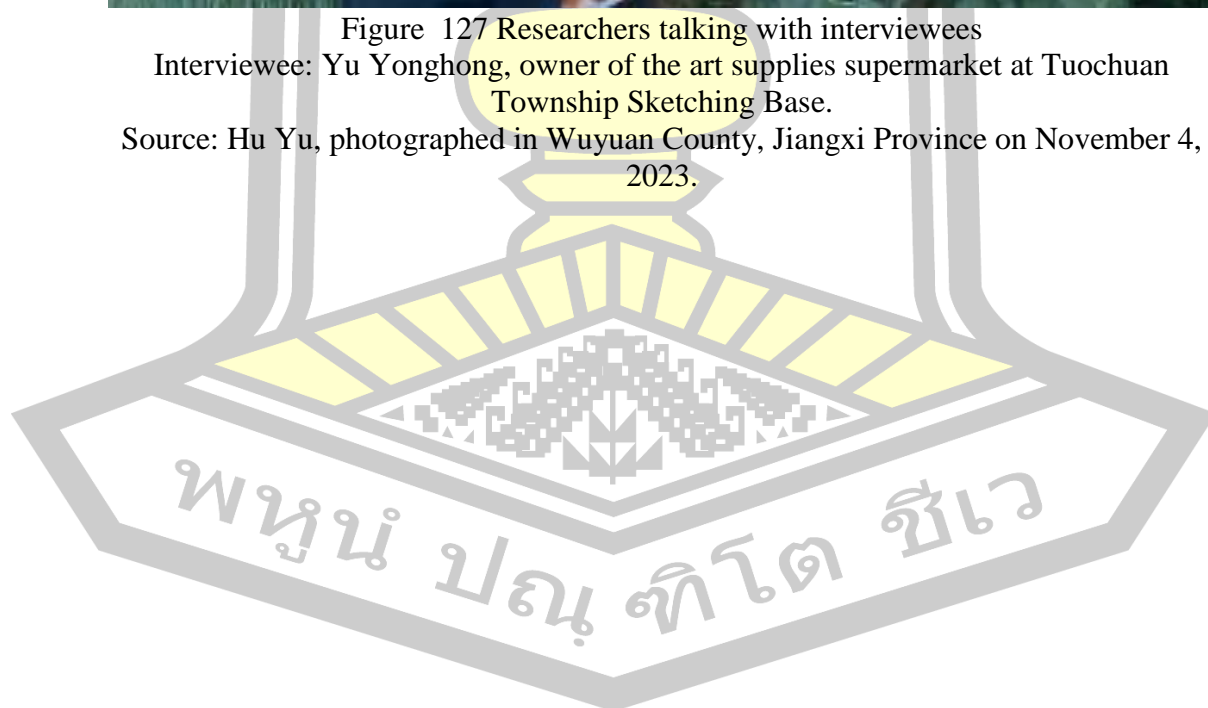 Figure  127 Researchers talking with interviewees
Interviewee: Yu Yonghong, owner of the art supplies supermarket at Tuochuan
Township Sketching Base.
Source: Hu Yu, photographed in Wuyuan County, Jiangxi Province on November 4,
2023.
พหูนํ ปณฺฑิโต ชีเว